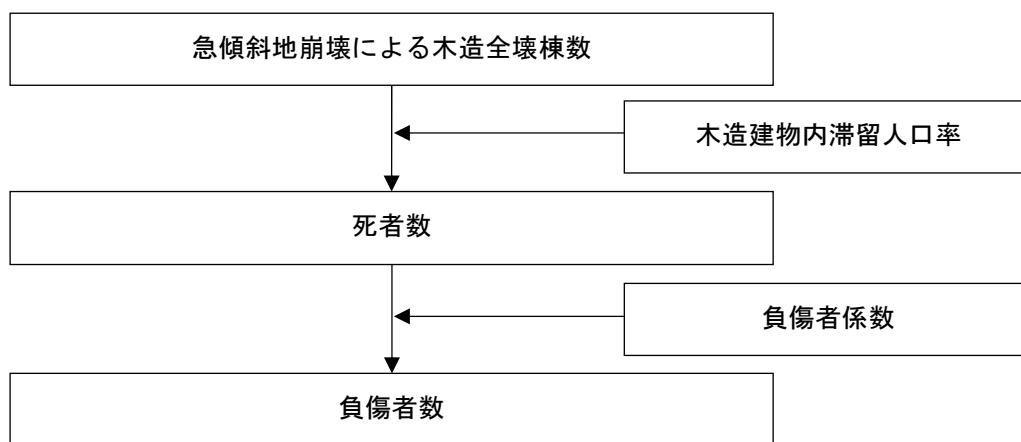 急傾斜地崩壊による木造全壊棟数
木造建物内滞留人口率
死者数
負傷者係数
負傷者数